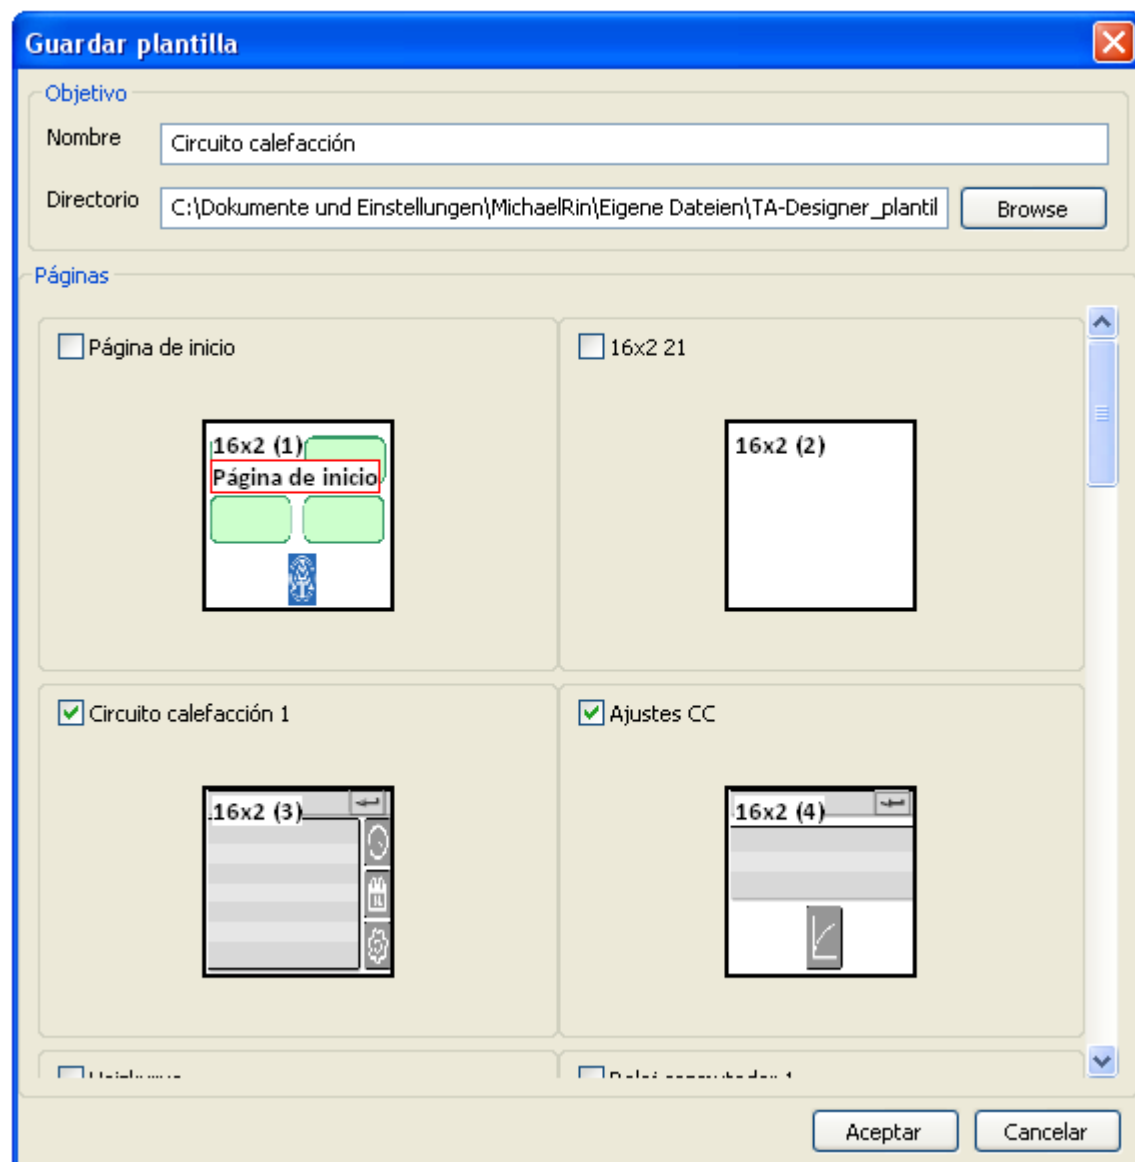 Guardar plantilla
Objetivo
Nombre
Circuito calefacción
Directorio
C:\Dokumente und Einstellungen\MichaelRin\Eigene Dateien\TA-Designer_plantil
Browse
Páginas
Página de inicio
16x2 21
16x2 (1)
Página de inicio
16x2 (2)
Circuito calefacción 1
Ajustes CC
16x2 (3)
16x2 (4)
Aceptar
Cancelar